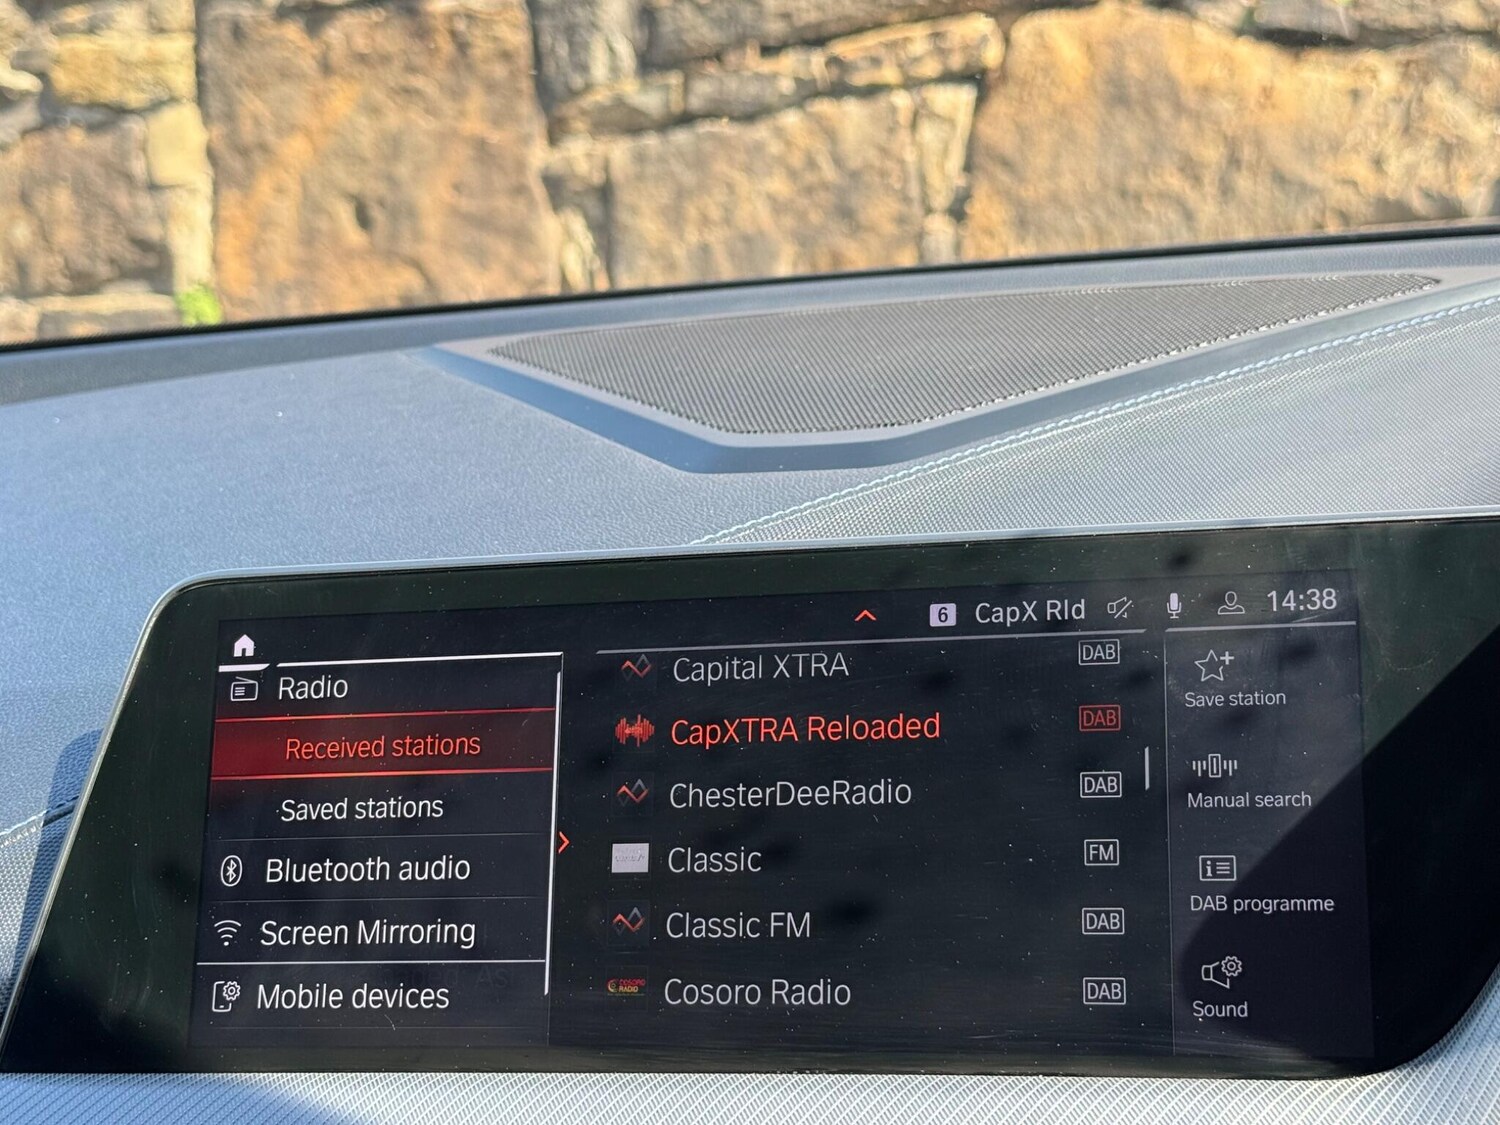 6 CapX Rld 14:38
Radio
Received stations
Saved stations
Bluetooth audio
Screen Mirroring
Mobile devices
Capital XTRA DAB
CapXTRA Reloaded DAB
ChesterDeeRadio DAB
Classic FM
Classic FM DAB
COSORO RADIO
Cosoro Radio DAB
Save station
Manual search
DAB programme
Sound